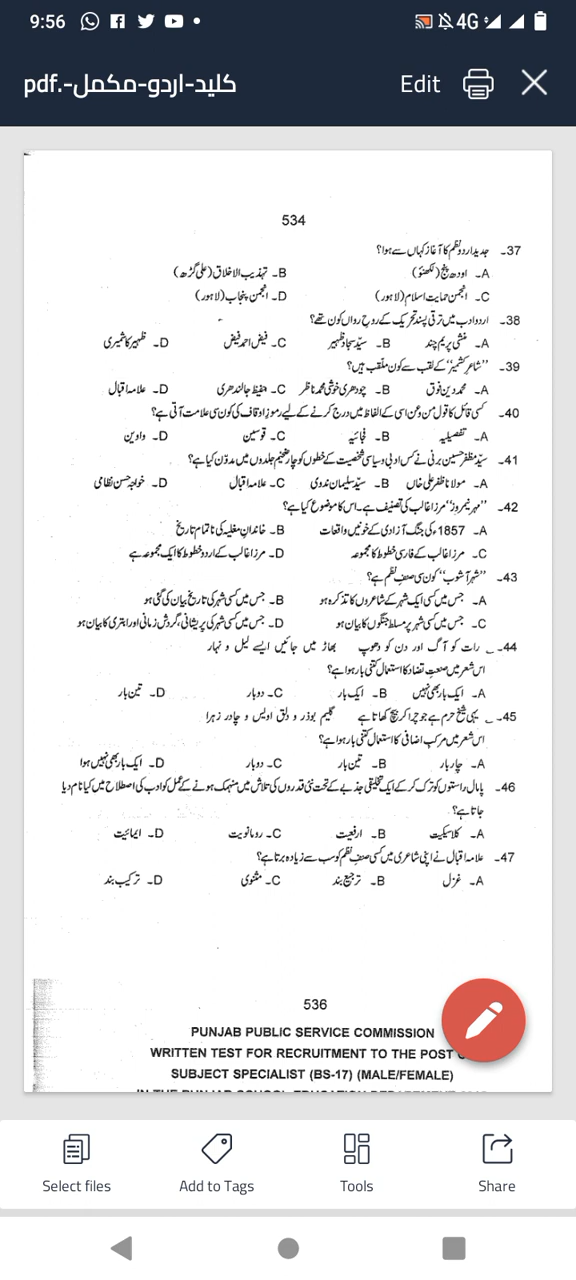 9:56 4G
کلید-اردو-مکمل-.pdf Edit
534
37۔ جدید اردو نظم کا آغاز کہاں سے ہوا؟
A۔ اودھ پنج (لکھنؤ) B۔ تہذیب الاخلاق (علی گڑھ)
C۔ انجمن حمایت اسلام (لاہور) D۔ انجمن پنجاب (لاہور)
38۔ اردو ادب میں ترقی پسند تحریک کے روح رواں کون تھے؟
A۔ منشی پریم چند B۔ سیّد سجاد ظہیر C۔ فیض احمد فیض D۔ ظہیر کاشمیری
39۔ ”شاعرِ کشمیر“ کے لقب سے کون ملقب ہیں؟
A۔ محمد دین فوق B۔ چودھری خوشی محمد ناظر C۔ حفیظ جالندھری D۔ علامہ اقبال
40۔ کسی قائل کا قول مِن و عَن اسی کے الفاظ میں درج کرنے کے لیے رموزِ اوقاف کی کون سی علامت آتی ہے؟
A۔ تفصیلیہ B۔ فجائیہ C۔ قوسین D۔ واوین
41۔ سیّد مظفر حسین برنی نے کس ادبی و سیاسی شخصیت کے خطوں کو چار ضخیم جلدوں میں مدوّن کیا ہے؟
A۔ مولانا ظفر علی خاں B۔ سیّد سلیمان ندوی C۔ علامہ اقبال D۔ خواجہ حسن نظامی
42۔ ”مہر نیمروز“ مرزا غالب کی تصنیف ہے۔ اس کا موضوع کیا ہے؟
A۔ 1857ء کی جنگ آزادی کے خونیں واقعات B۔ خاندانِ مغلیہ کی ناتمام تاریخ
C۔ مرزا غالب کے فارسی خطوط کا مجموعہ D۔ مرزا غالب کے اردو خطوط کا ایک مجموعہ ہے
43۔ ”شہر آشوب“ کون سی صنفِ نظم ہے؟
A۔ جس میں کسی ایک شہر کے شاعروں کا تذکرہ ہو B۔ جس میں کسی شہر کی تاریخ بیان کی گئی ہو
C۔ جس میں کسی شہر پر مسلط جنگوں کا بیان ہو D۔ جس میں کسی شہر کی پریشانی، گردشِ زمانی اور ابتری کا بیان ہو
44۔ رات کو آگ اور دن کو دھوپ بھاڑ میں جائیں ایسے لیل و نہار
اس شعر میں صنعتِ تضاد کا استعمال کتنی بار ہوا ہے؟
A۔ ایک بار بھی نہیں B۔ ایک بار C۔ دو بار D۔ تین بار
45۔ یہی شیخ حرم ہے جو چرا کر بیچ کھاتا ہے گلیم بوذر و دلق اویس و چادر زہرا
اس شعر میں مرکب اضافی کا استعمال کتنی بار ہوا ہے؟
A۔ چار بار B۔ تین بار C۔ دو بار D۔ ایک بار بھی نہیں ہوا
46۔ پامال راستوں کو ترک کر کے ایک تخلیقی جذبے کے تحت نئی قدروں کی تلاش میں منہمک ہونے کے عمل کو ادب کی اصطلاح میں کیا نام دیا
جاتا ہے؟
A۔ کلاسیکیت B۔ ارفعیت C۔ رومانویت D۔ ایمائیت
47۔ علامہ اقبال نے اپنی شاعری میں کسی صنفِ نظم کو سب سے زیادہ برتا ہے؟
A۔ غزل B۔ ترجیع بند C۔ مثنوی D۔ ترکیب بند
536
PUNJAB PUBLIC SERVICE COMMISSION
WRITTEN TEST FOR RECRUITMENT TO THE POST
SUBJECT SPECIALIST (BS-17) (MALE/FEMALE)
Select files Add to Tags Tools Share